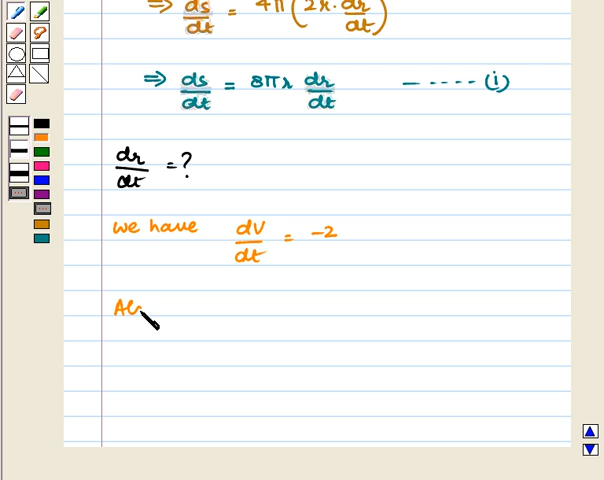 ⇒ ds/dt = 4π(2r · dr/dt)
⇒ ds/dt = 8πr dr/dt ------ (i)
dr/dt = ?
we have dV/dt = -2
Al